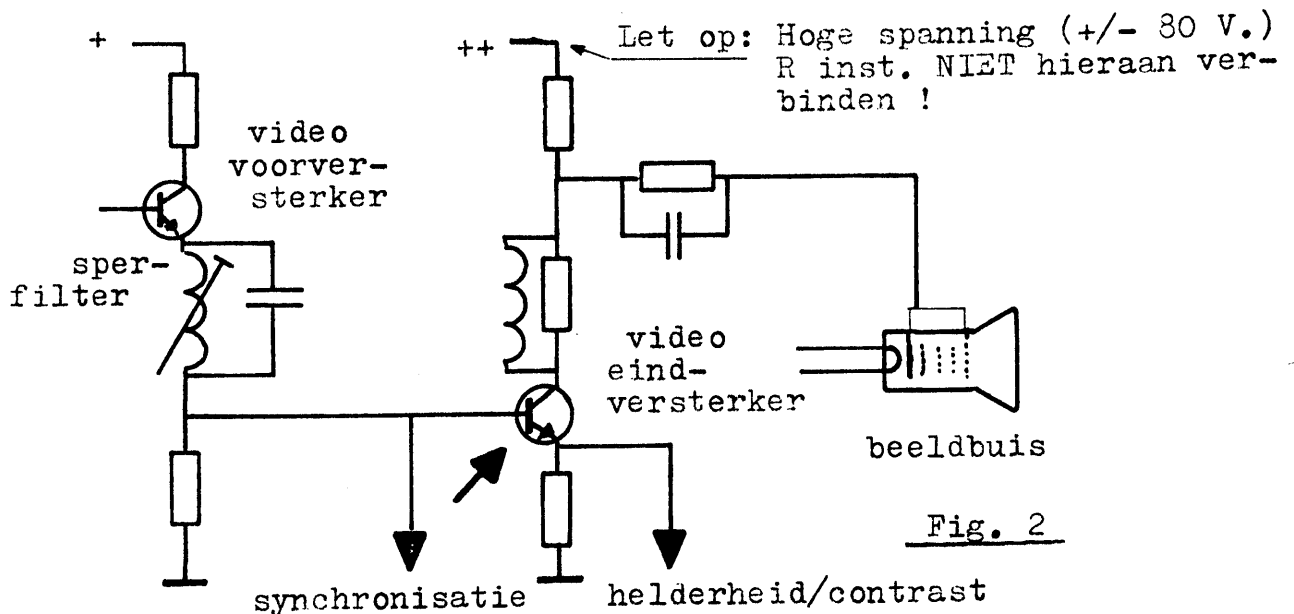 +
++
Let op: Hoge spanning (+/- 80 V.)
R inst. NIET hieraan ver-
binden !
video
voorver-
sterker
sper-
filter
video
eind-
versterker
beeldbuis
Fig. 2
synchronisatie
helderheid/contrast